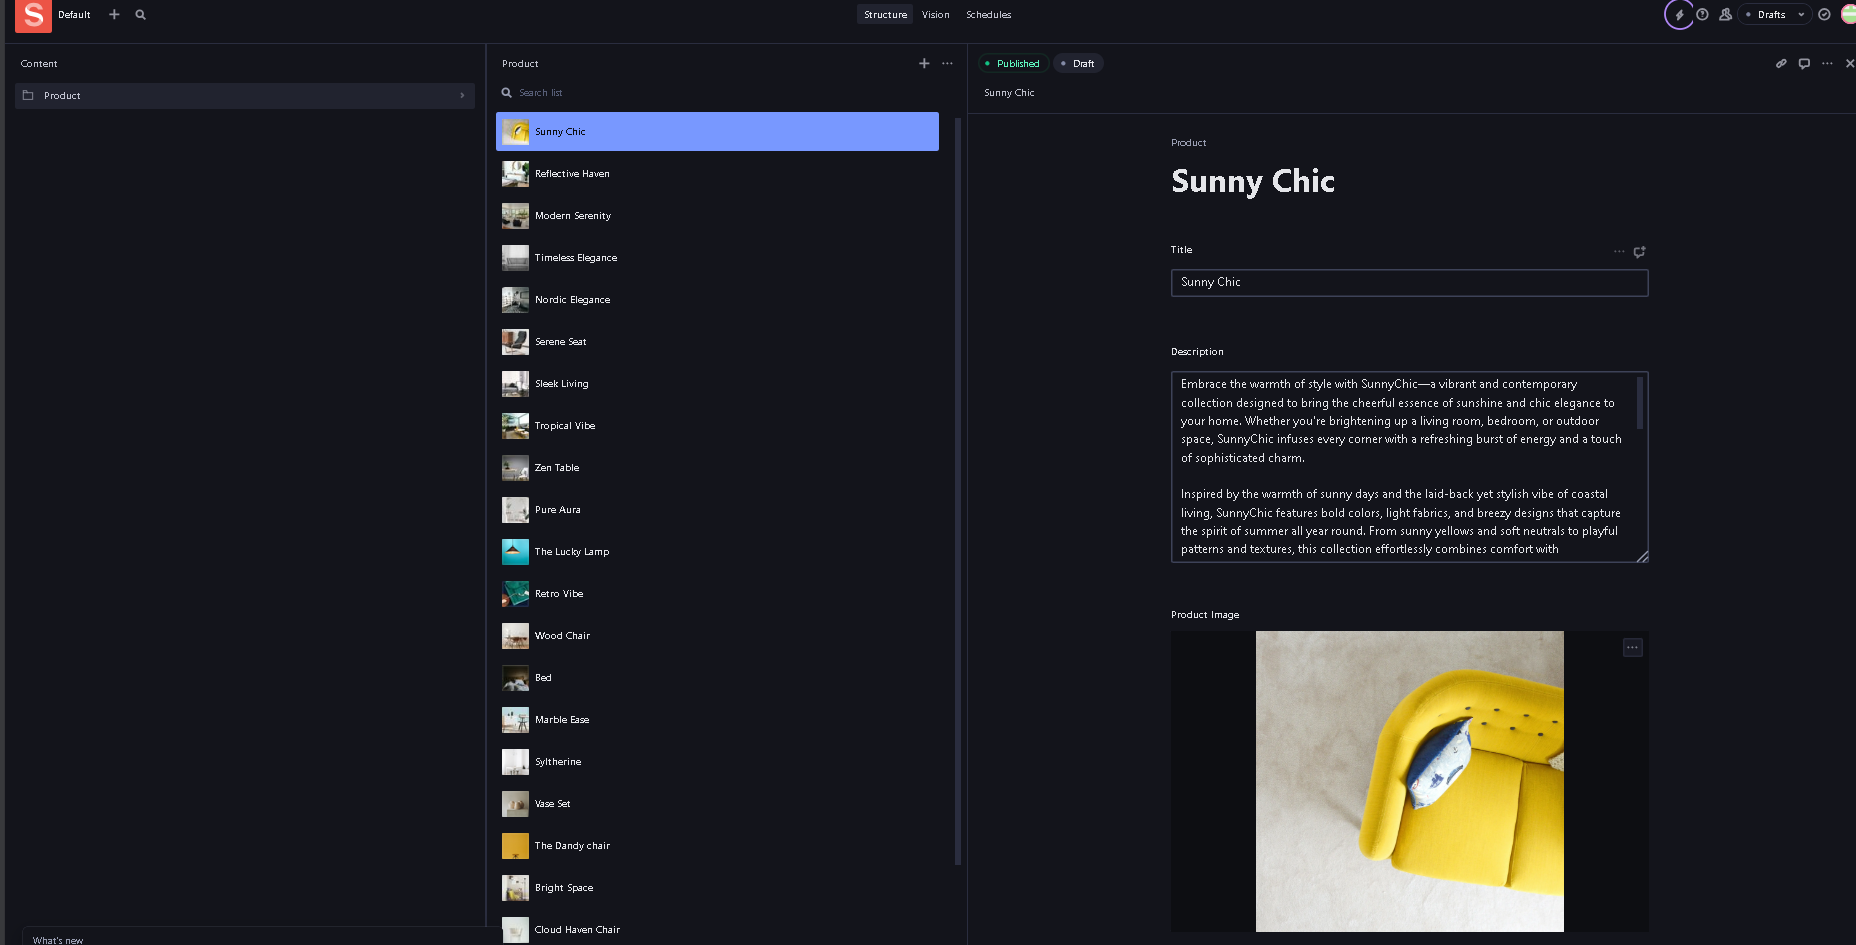 S Default
Structure Vision Schedules
Drafts
Content
Product
Product
Search list
Sunny Chic
Reflective Haven
Modern Serenity
Timeless Elegance
Nordic Elegance
Serene Seat
Sleek Living
Tropical Vibe
Zen Table
Pure Aura
The Lucky Lamp
Retro Vibe
Wood Chair
Bed
Marble Ease
Syltherine
Vase Set
The Dandy chair
Bright Space
Cloud Haven Chair
What's new
Published Draft
Sunny Chic
Product
Sunny Chic
Title
Sunny Chic
Description
Embrace the warmth of style with SunnyChic—a vibrant and contemporary
collection designed to bring the cheerful essence of sunshine and chic elegance to
your home. Whether you're brightening up a living room, bedroom, or outdoor
space, SunnyChic infuses every corner with a refreshing burst of energy and a touch
of sophisticated charm.
Inspired by the warmth of sunny days and the laid-back yet stylish vibe of coastal
living, SunnyChic features bold colors, light fabrics, and breezy designs that capture
the spirit of summer all year round. From sunny yellows and soft neutrals to playful
patterns and textures, this collection effortlessly combines comfort with
Product Image